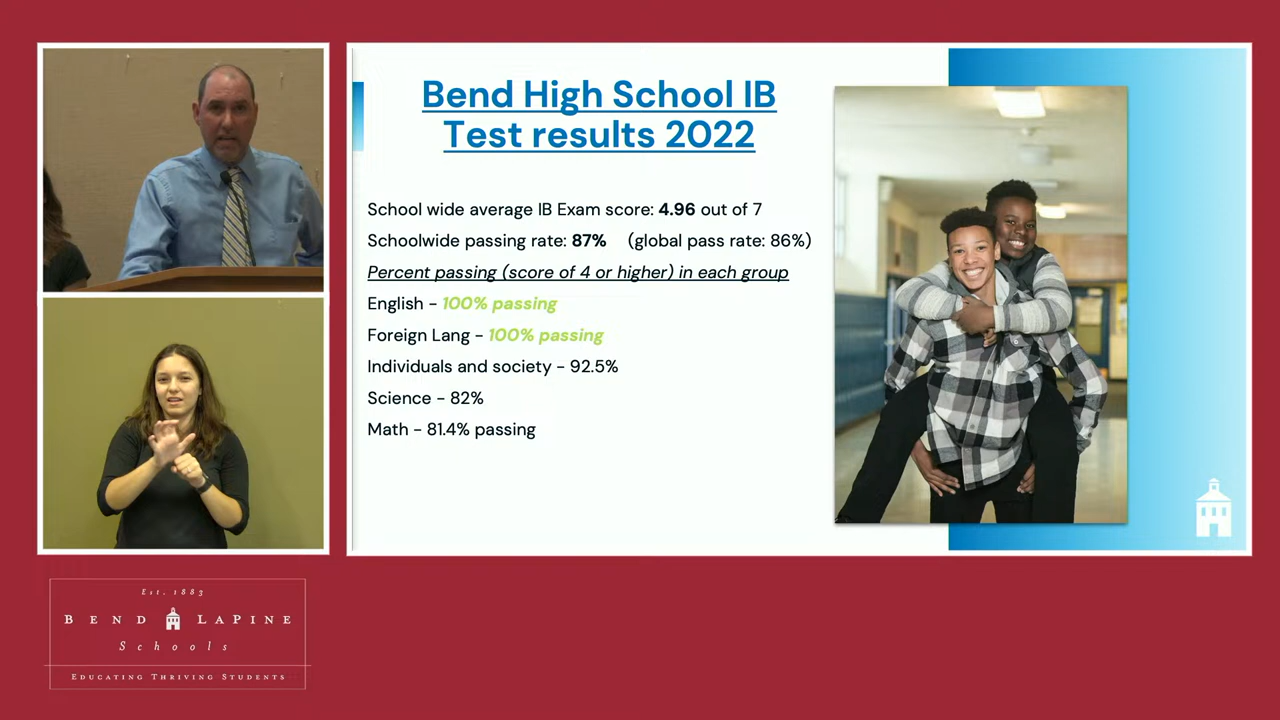 Bend High School IB
Test results 2022
School wide average IB Exam score: 4.96 out of 7
Schoolwide passing rate: 87% (global pass rate: 86%)
Percent passing (score of 4 or higher) in each group
English - 100% passing
Foreign Lang - 100% passing
Individuals and society - 92.5%
Science - 82%
Math - 81.4% passing
Est. 1883
BEND LAPINE
Schools
EDUCATING THRIVING STUDENTS